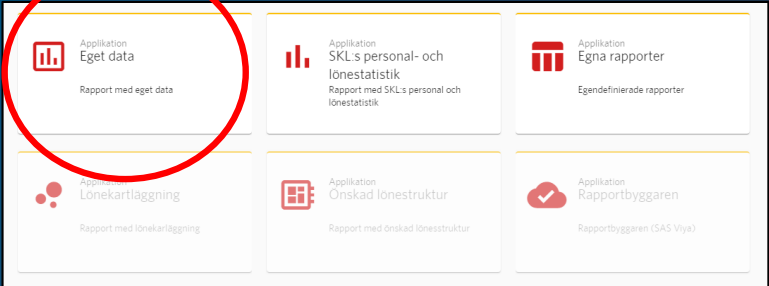 Applikation
Eget data
Rapport med eget data
Applikation
SKL:s personal- och
lönestatistik
Rapport med SKL:s personal och
lönestatistik
Applikation
Egna rapporter
Egendefinierade rapporter
Applikation
Lönekartläggning
Rapport med lönekarläggning
Applikation
Önskad lönestruktur
Rapport med önskad lönesstruktur
Applikation
Rapportbyggaren
Rapportbyggaren (SAS Viya)